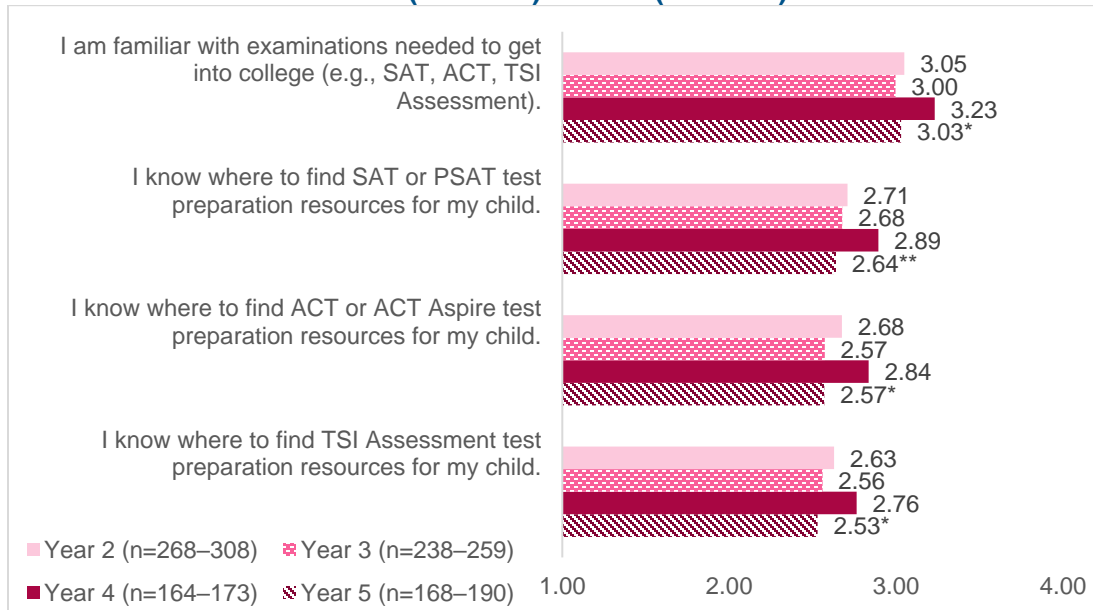 I am familiar with examinations needed to get
into college (e.g., SAT, ACT, TSI
Assessment).
3.05
3.00
3.23
3.03*
I know where to find SAT or PSAT test
preparation resources for my child.
2.71
2.68
2.89
2.64**
I know where to find ACT or ACT Aspire test
preparation resources for my child.
2.68
2.57
2.84
2.57*
I know where to find TSI Assessment test
preparation resources for my child.
2.63
2.56
2.76
2.53*
Year 2 (n=268–308) Year 3 (n=238–259)
Year 4 (n=164–173) Year 5 (n=168–190)
1.00 2.00 3.00 4.00